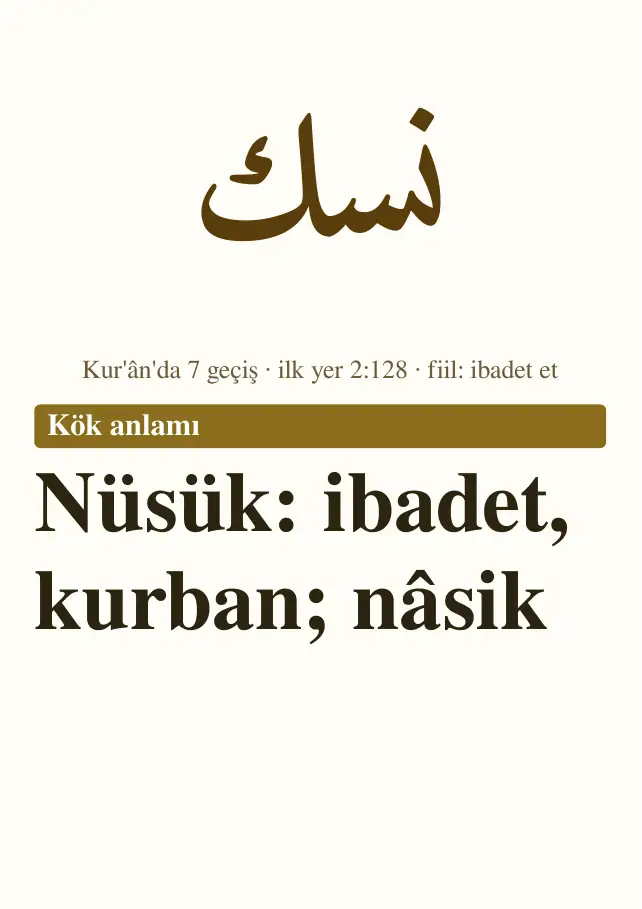 نسك
Kur'ân'da 7 geçiş · ilk yer 2:128 · fiil: ibadet et
Kök anlamı
Nüsük: ibadet,
kurban; nâsik